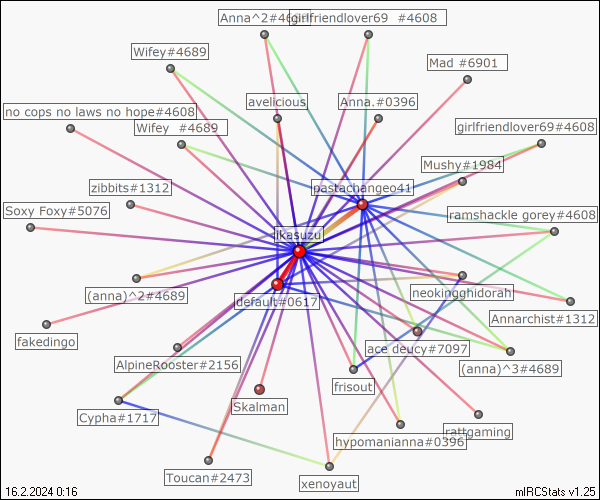 Anna^2#4689
girlfriendlover69 #4608
Wifey#4689
Mad #6901
no cops no laws no hope#4608
avelicious
Anna.#0396
Wifey #4689
girlfriendlover69#4608
Mushy#1984
zibbits#1312
pastachangeo41
Soxy Foxy#5076
ramshackle gorey#4608
ikasuzu
(anna)^2#4689
default#0617
neokingghidorah
Annarchist#1312
fakedingo
ace deucy#7097
AlpineRooster#2156
(anna)^3#4689
frisout
Skalman
Cypha#1717
rattgaming
hypomanianna#0396
Toucan#2473
xenoyaut
16.2.2024 0:16
mIRCStats v1.25